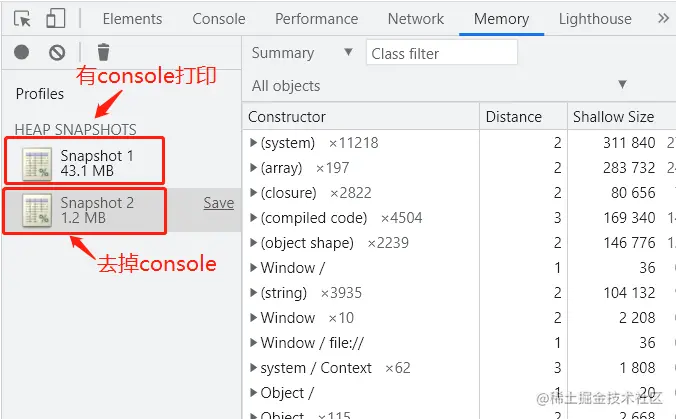 Elements Console Performance Network Memory Lighthouse »
Summary ▼ Class filter
有console打印
Profiles
All objects ▼
HEAP SNAPSHOTS
Snapshot 1
43.1 MB
Snapshot 2 Save
1.2 MB
去掉console
Constructor Distance Shallow Size
(system) ×11218 2 311 840
(array) ×197 2 283 732
(closure) ×2822 2 80 656
(compiled code) ×4504 3 169 340
(object shape) ×2239 2 146 776
Window / 1 36
(string) ×3935 2 104 132
Window ×10 2 2 208
Window / file:// 1 36
system / Context ×62 3 1 808
Object / 1 20
Object ×115 2 2 668
@稀土掘金技术社区